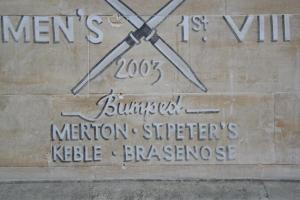 MEN'S 1st. VIII
2003
Bumped
MERTON · ST. PETER'S
KEBLE · BRASENOSE